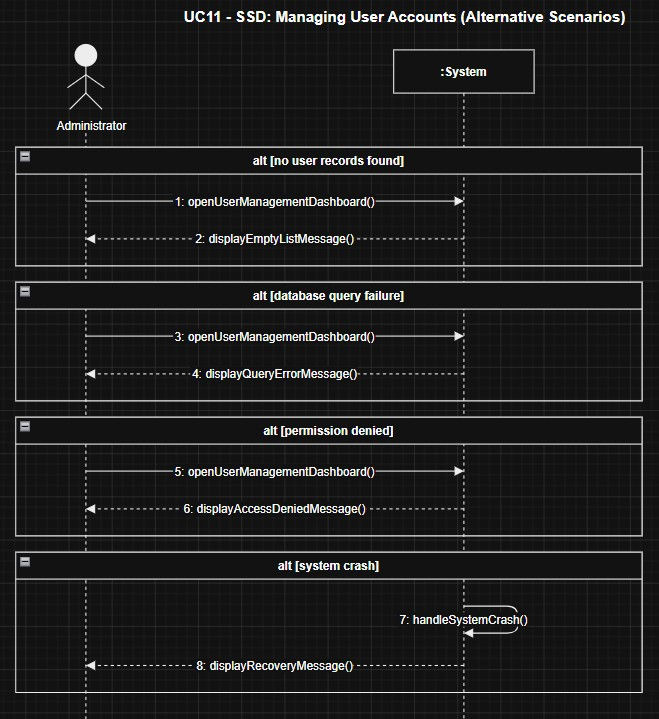 UC11 - SSD: Managing User Accounts (Alternative Scenarios)
:System
Administrator
alt [no user records found]
1: openUserManagementDashboard()
2: displayEmptyListMessage()
alt [database query failure]
3: openUserManagementDashboard()
4: displayQueryErrorMessage()
alt [permission denied]
5: openUserManagementDashboard()
6: displayAccessDeniedMessage()
alt [system crash]
7: handleSystemCrash()
8: displayRecoveryMessage()